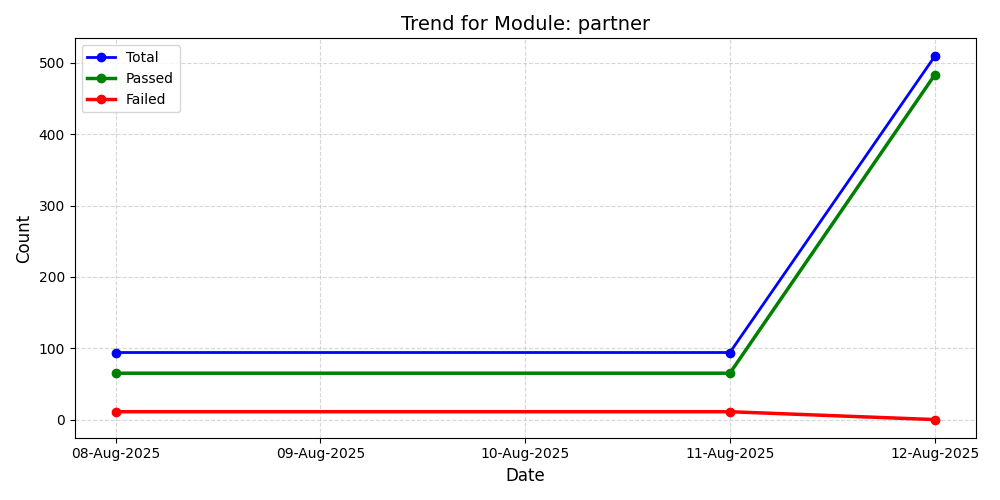 Trend for Module: partner
Total
Passed
Failed
500
400
300
200
100
0
Count
08-Aug-2025
09-Aug-2025
10-Aug-2025
11-Aug-2025
12-Aug-2025
Date